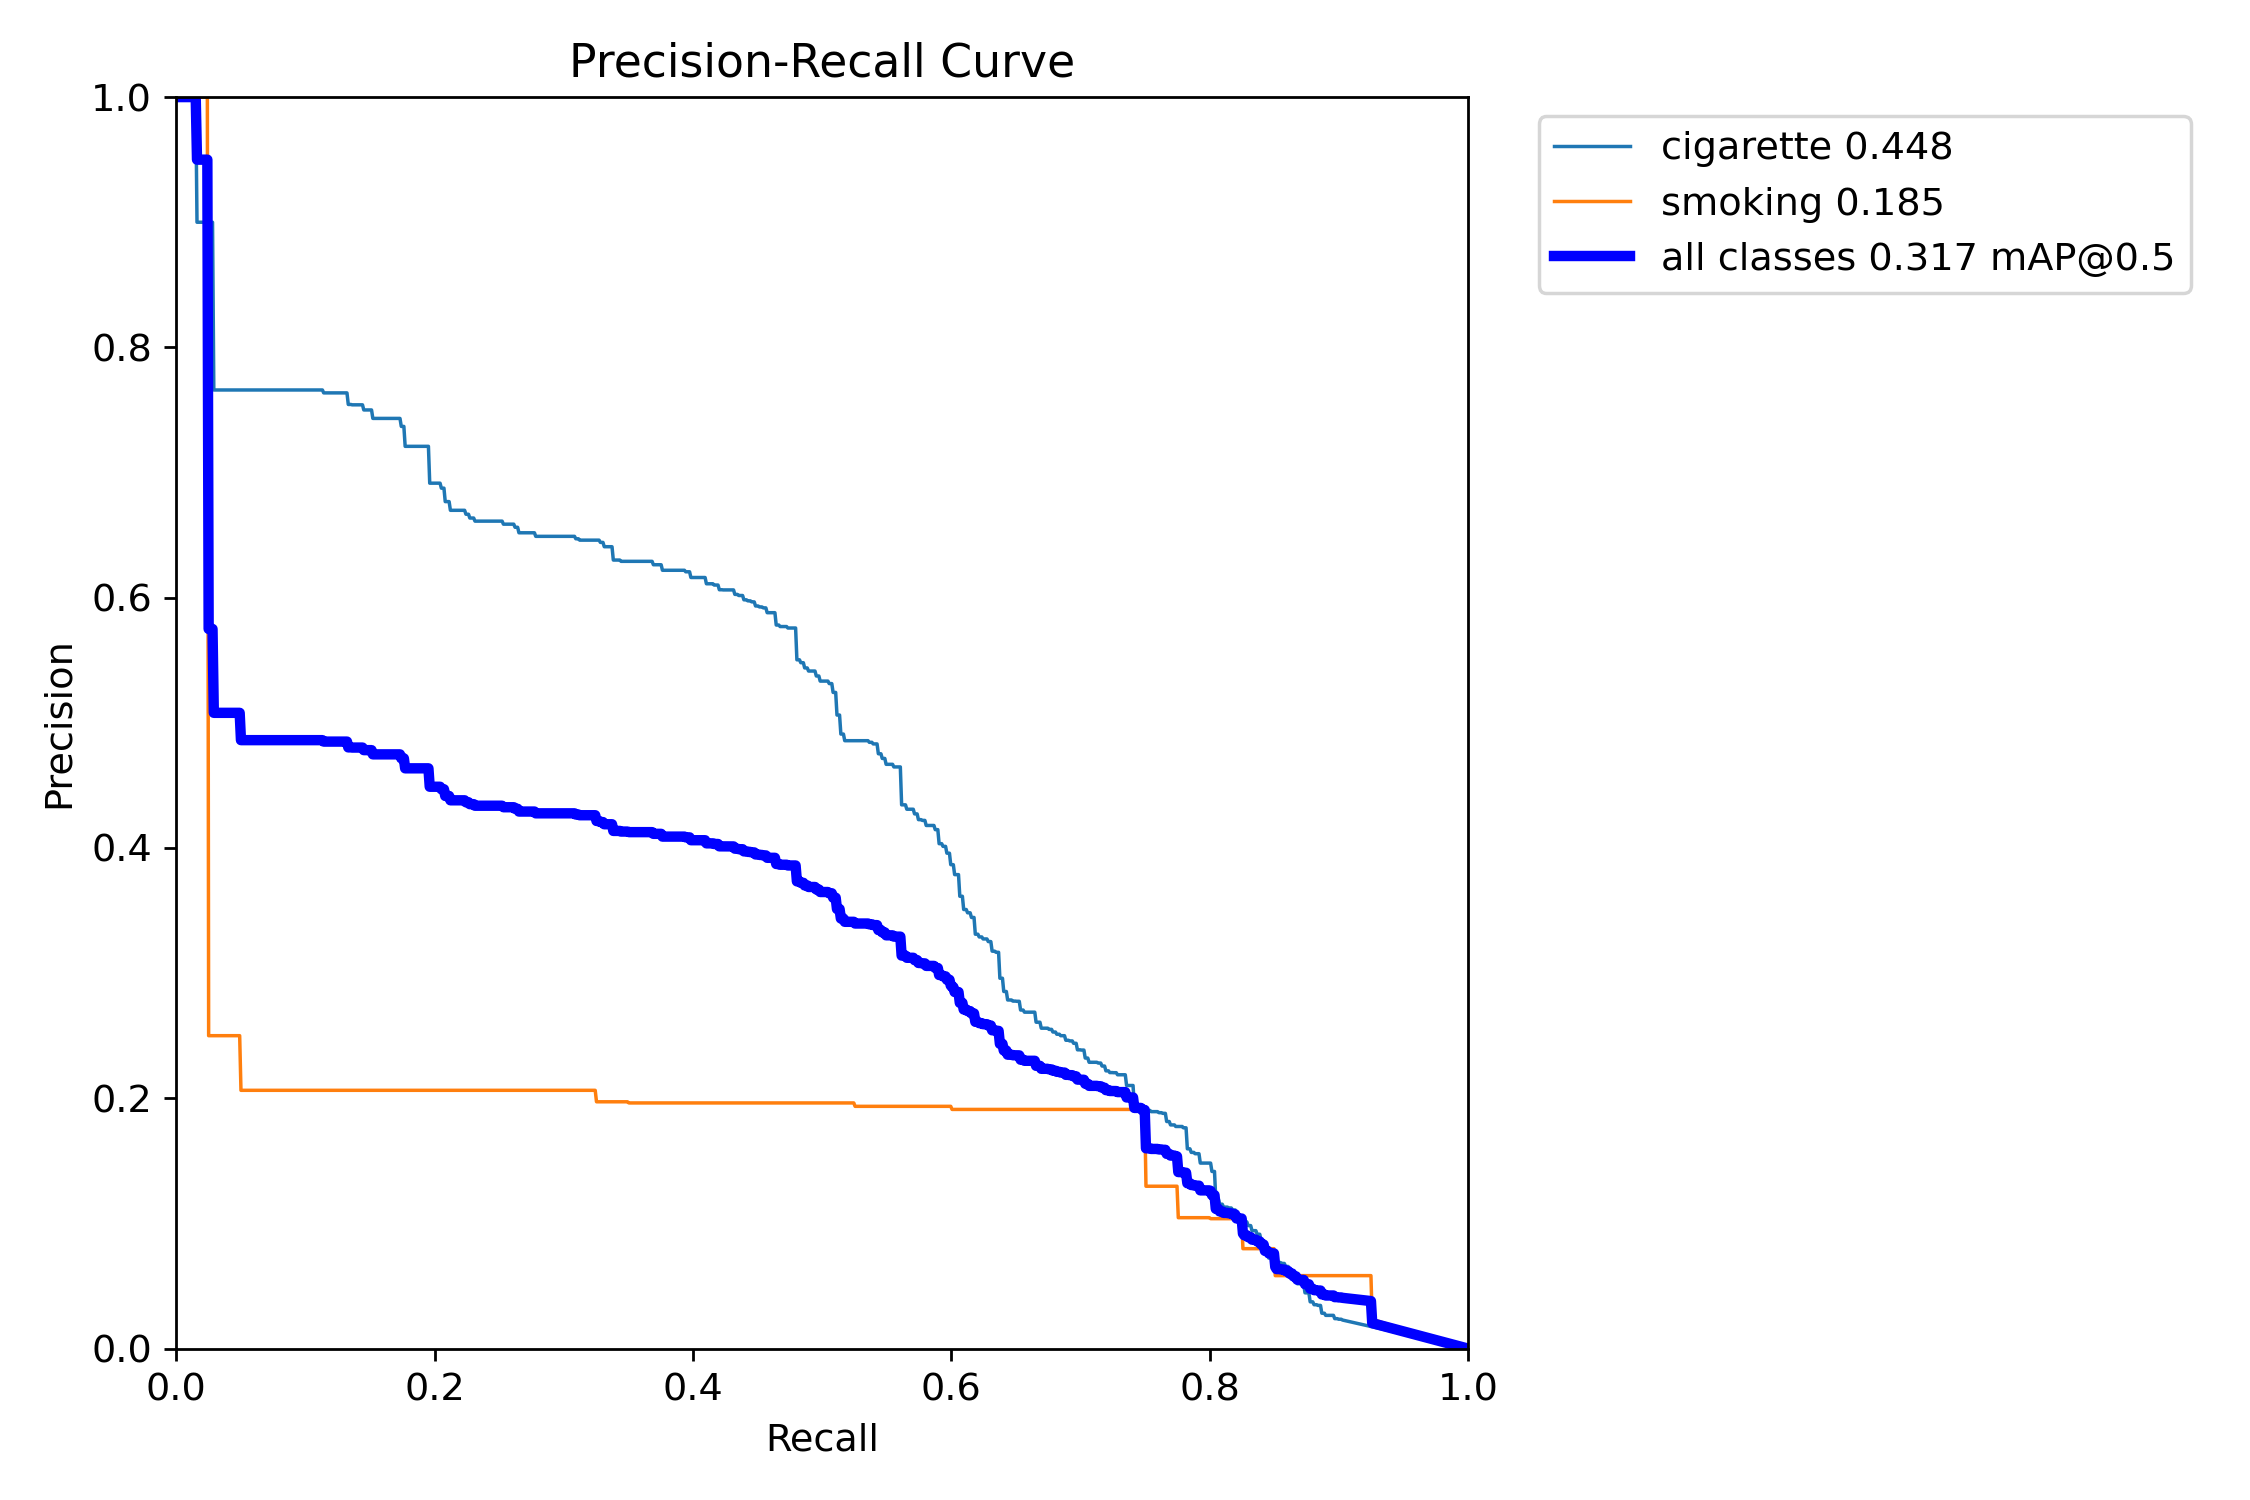 Precision-Recall Curve
cigarette 0.448
smoking 0.185
all classes 0.317 mAP@0.5
Precision
1.0
0.8
0.6
0.4
0.2
0.0
0.0 0.2 0.4 0.6 0.8 1.0
Recall